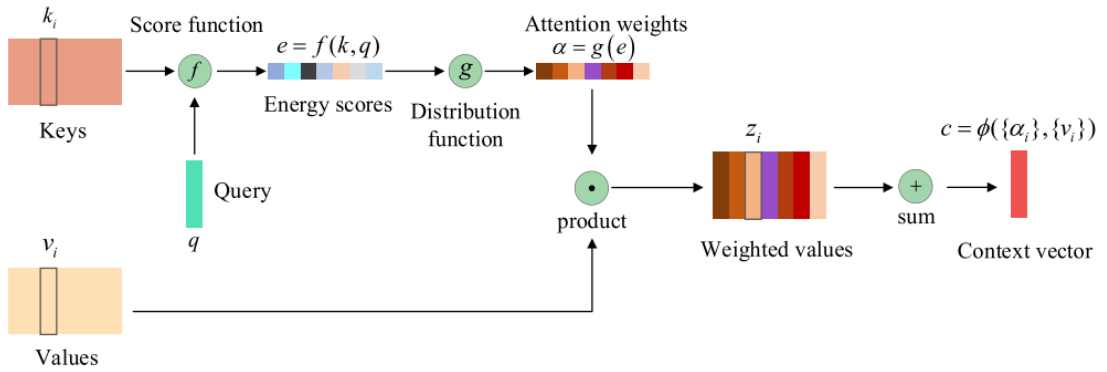 k_i
Score function
f
Keys
e = f(k,q)
Energy scores
g
Distribution
function
Attention weights
α = g(e)
Query
q
product
z_i
Weighted values
+
sum
c = ϕ({α_i},{v_i})
Context vector
v_i
Values